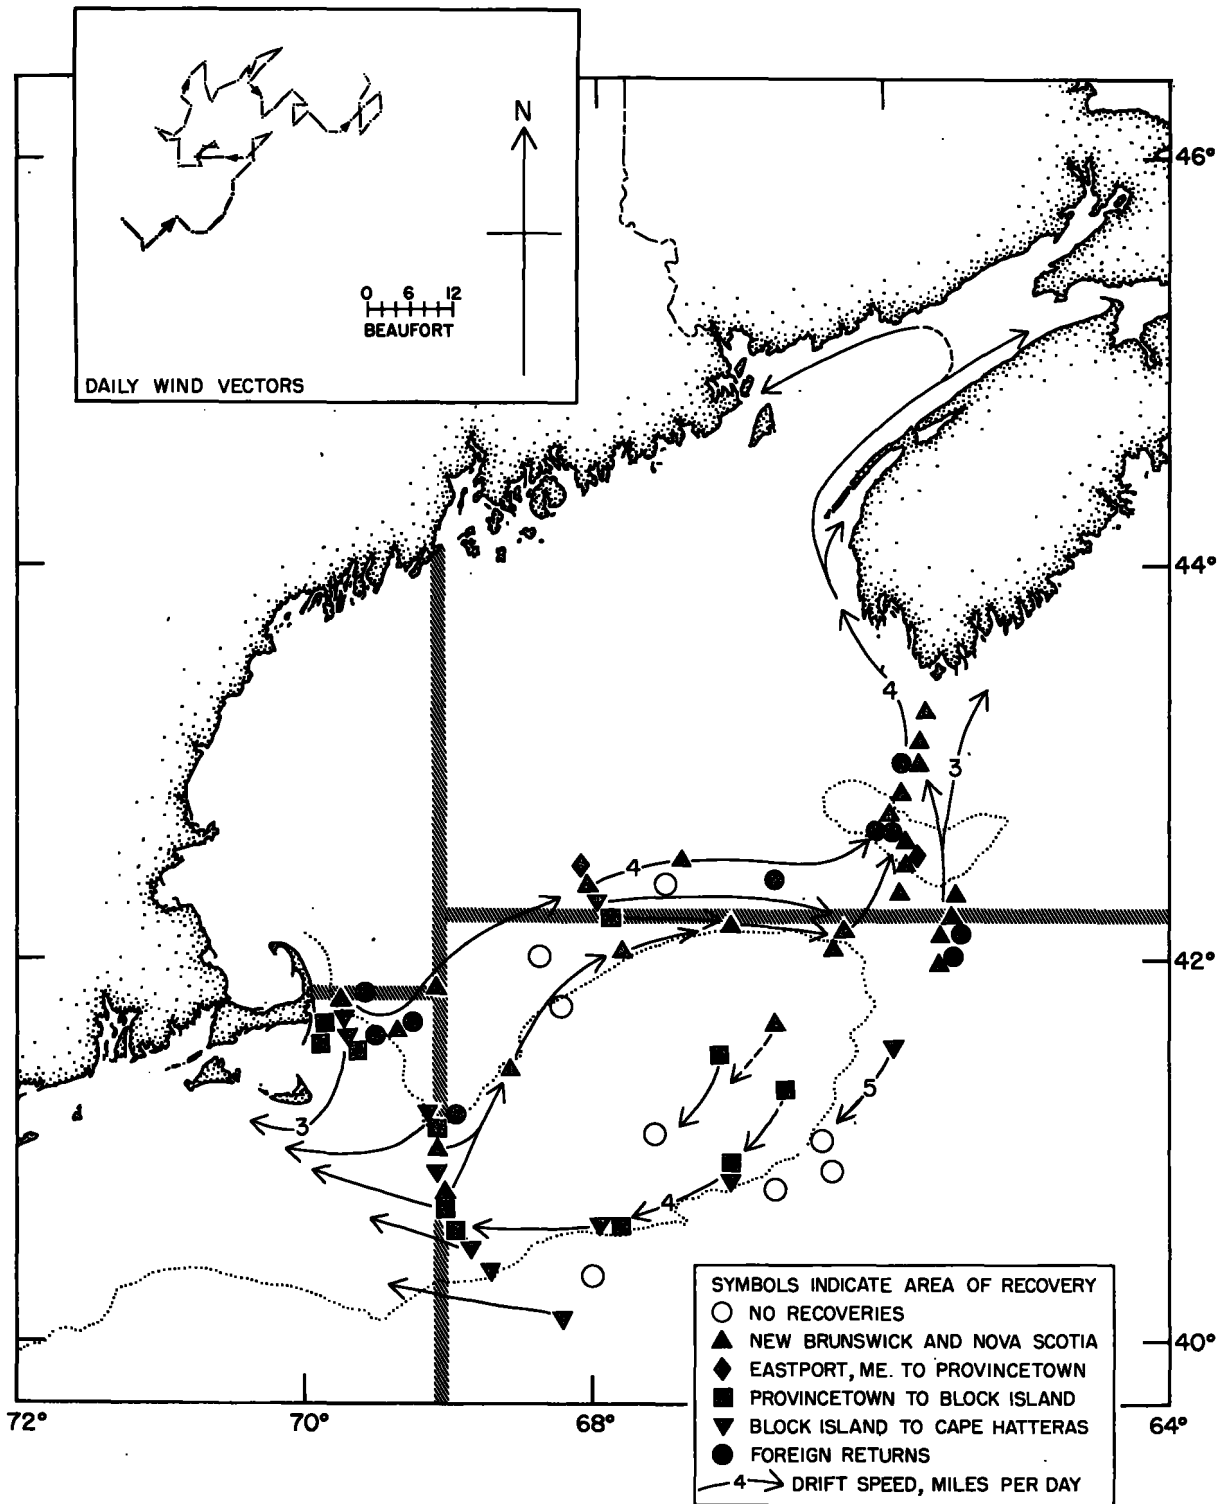 N
0 6 12
BEAUFORT
DAILY WIND VECTORS
46°
44°
4
3
4
42°
5
3
4
SYMBOLS INDICATE AREA OF RECOVERY
NO RECOVERIES
NEW BRUNSWICK AND NOVA SCOTIA
EASTPORT, ME. TO PROVINCETOWN
PROVINCETOWN TO BLOCK ISLAND
BLOCK ISLAND TO CAPE HATTERAS
FOREIGN RETURNS
4 DRIFT SPEED, MILES PER DAY
40°
72° 70° 68° 64°